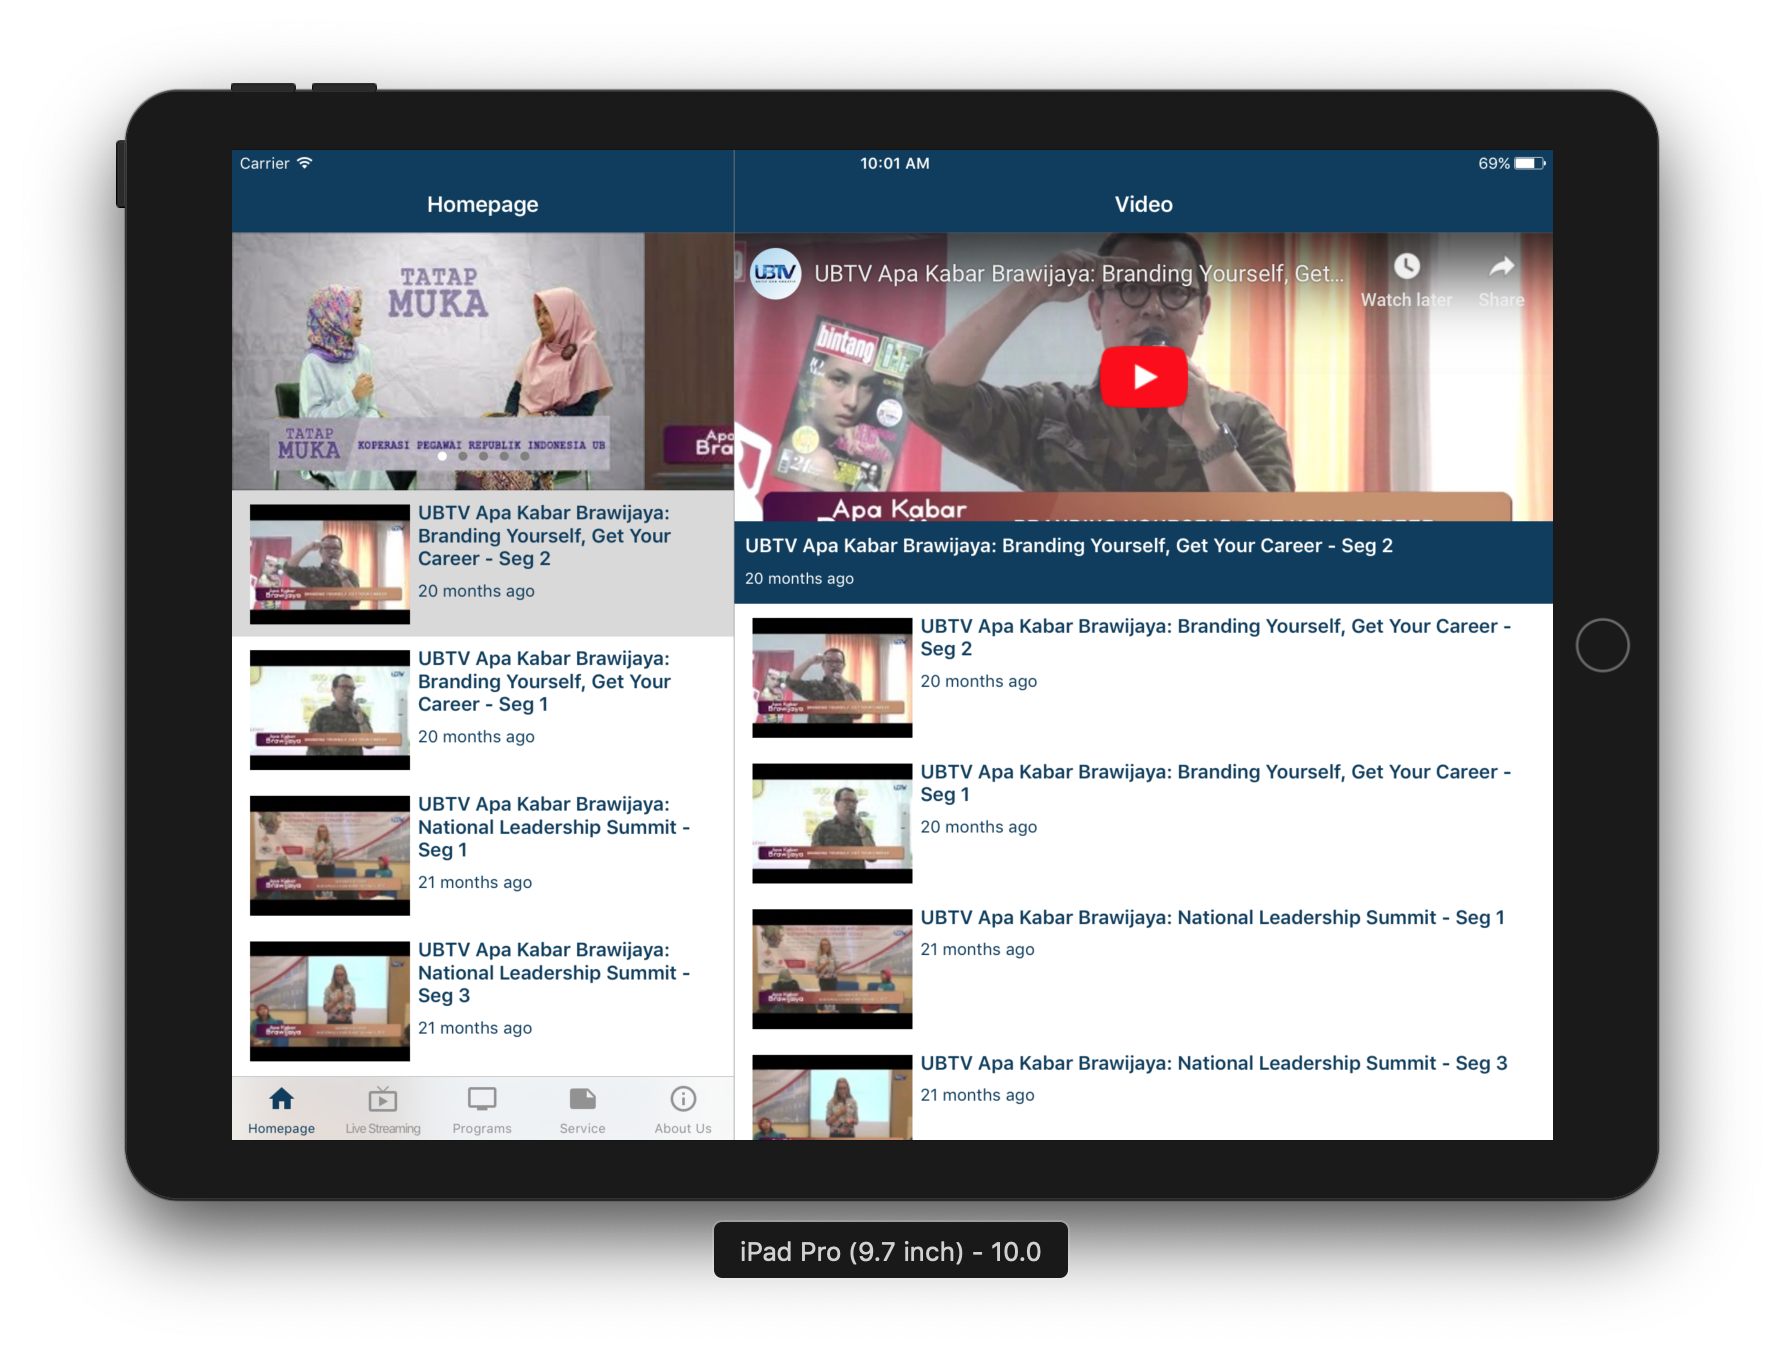 Carrier
10:01 AM
69%
Homepage
Video
TATAP
MUKA
TATAP
MUKA
KOPERASI PEGAWAI REPUBLIK INDONESIA UB
UBTV Apa Kabar Brawijaya:
Branding Yourself, Get Your
Career - Seg 2
20 months ago
UBTV Apa Kabar Brawijaya:
Branding Yourself, Get Your
Career - Seg 1
20 months ago
UBTV Apa Kabar Brawijaya:
National Leadership Summit -
Seg 1
21 months ago
UBTV Apa Kabar Brawijaya:
National Leadership Summit -
Seg 3
21 months ago
Homepage
Live Streaming
Programs
Service
About Us
UBTV
UBTV Apa Kabar Brawijaya: Branding Yourself, Get...
Watch later
Share
bintang
Apa Kabar
BRANDING YOURSELF, GET YOUR CAREER
UBTV Apa Kabar Brawijaya: Branding Yourself, Get Your Career - Seg 2
20 months ago
UBTV Apa Kabar Brawijaya: Branding Yourself, Get Your Career -
Seg 2
20 months ago
UBTV Apa Kabar Brawijaya: Branding Yourself, Get Your Career -
Seg 1
20 months ago
UBTV Apa Kabar Brawijaya: National Leadership Summit - Seg 1
21 months ago
UBTV Apa Kabar Brawijaya: National Leadership Summit - Seg 3
21 months ago
iPad Pro (9.7 inch) - 10.0